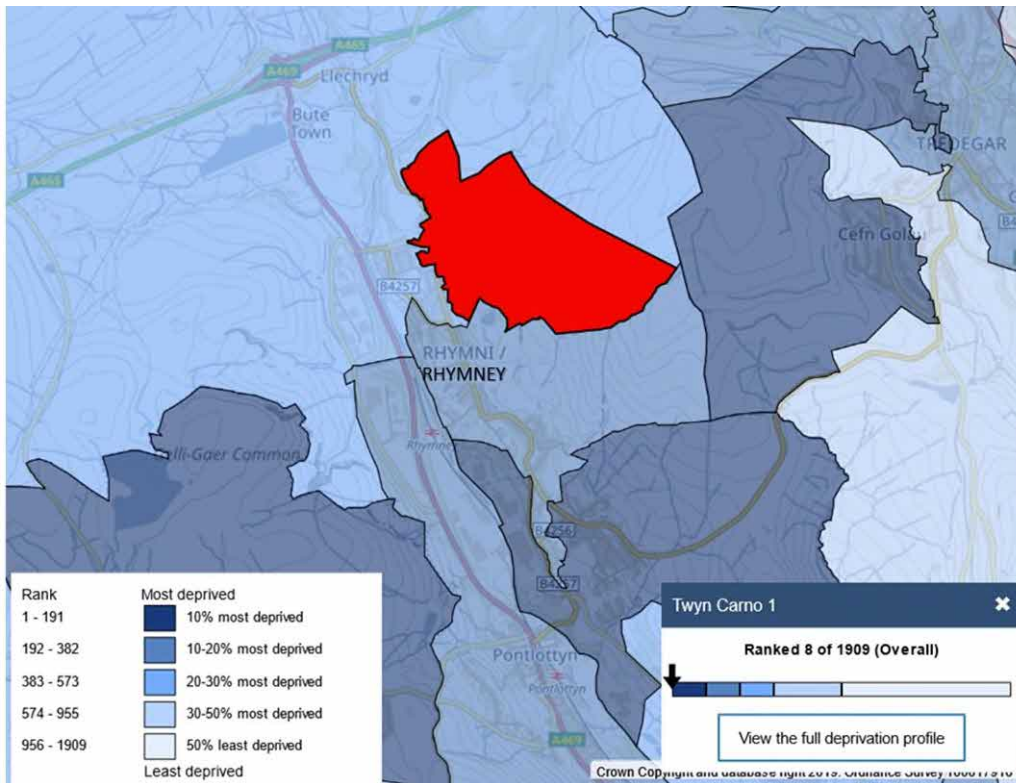 A465
A469
Llechryd
Bute
Town
TREDEGAR
A465
Cefn Golau
B4257
RHYMNI /
RHYMNEY
elli-Gaer Common
Rhymne
B4256
B4257
Pontlottyn
Pontlottyn
A469
Rank
Most deprived
1 - 191
10% most deprived
192 - 382
10-20% most deprived
383 - 573
20-30% most deprived
574 - 955
30-50% most deprived
956 - 1909
50% least deprived
Least deprived
Twyn Carno 1
Ranked 8 of 1909 (Overall)
View the full deprivation profile
Crown Copyright and database right 2019. Ordnance Survey